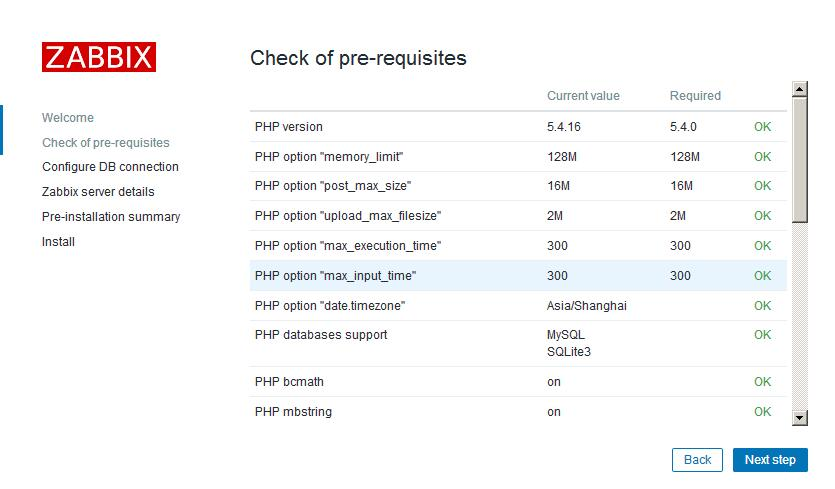 ZABBIX
Check of pre-requisites
Welcome
Check of pre-requisites
Configure DB connection
Zabbix server details
Pre-installation summary
Install
Current value Required
PHP version 5.4.16 5.4.0 OK
PHP option "memory_limit" 128M 128M OK
PHP option "post_max_size" 16M 16M OK
PHP option "upload_max_filesize" 2M 2M OK
PHP option "max_execution_time" 300 300 OK
PHP option "max_input_time" 300 300 OK
PHP option "date.timezone" Asia/Shanghai OK
PHP databases support MySQL OK
SQLite3
PHP bcmath on OK
PHP mbstring on OK
Back Next step